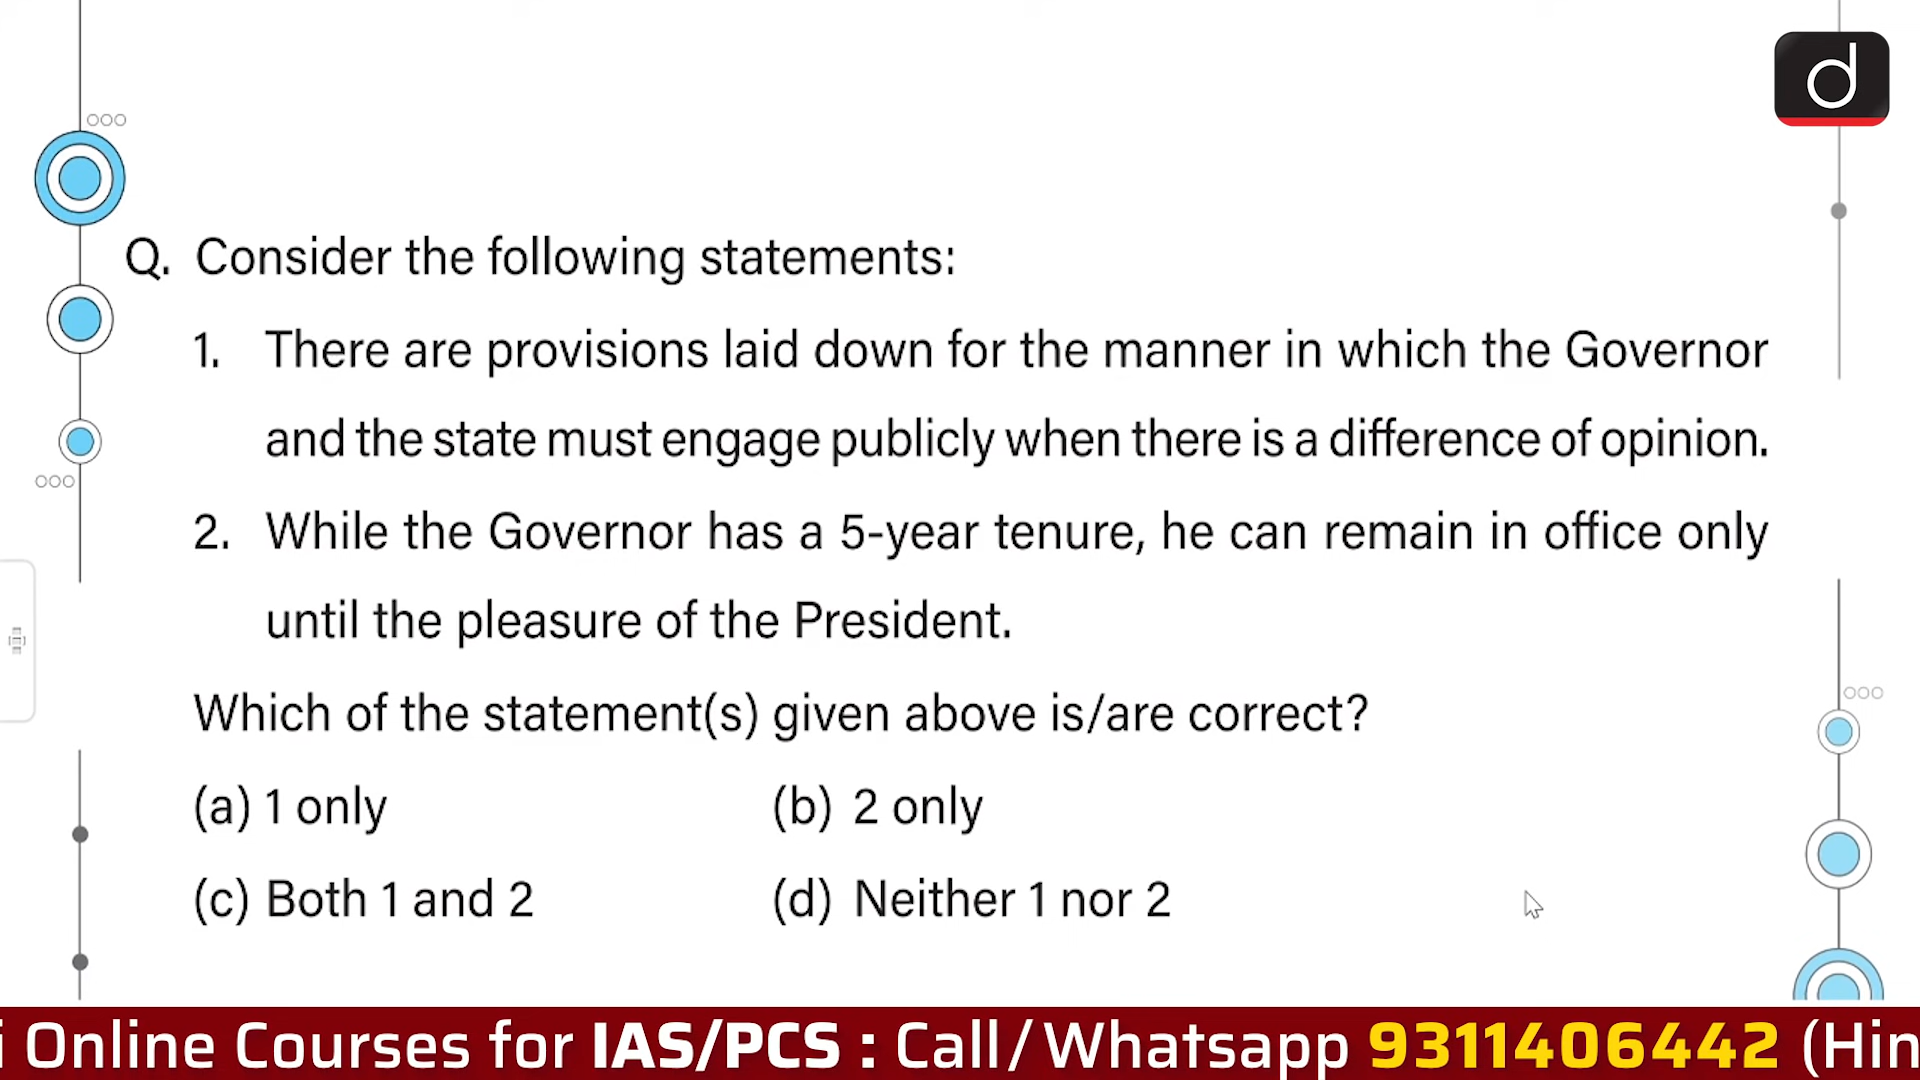 d
Q. Consider the following statements:
1. There are provisions laid down for the manner in which the Governor
and the state must engage publicly when there is a difference of opinion.
2. While the Governor has a 5-year tenure, he can remain in office only
until the pleasure of the President.
Which of the statement(s) given above is/are correct?
(a) 1 only (b) 2 only
(c) Both 1 and 2 (d) Neither 1 nor 2
i Online Courses for IAS/PCS : Call/Whatsapp 9311406442 (Hin